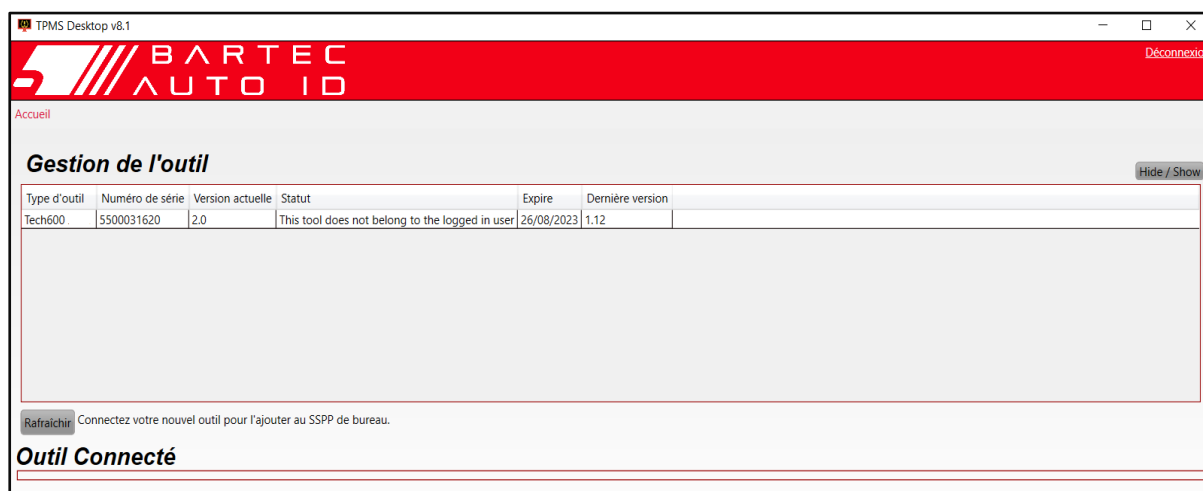 TPMS Desktop v8.1
BARTEC
AUTO ID
Déconnexio
Accueil
Gestion de l'outil
Hide / Show
Type d'outil Numéro de série Version actuelle Statut Expire Dernière version
Tech600 5500031620 2.0 This tool does not belong to the logged in user 26/08/2023 1.12
Rafraîchir Connectez votre nouvel outil pour l'ajouter au SSPP de bureau.
Outil Connecté